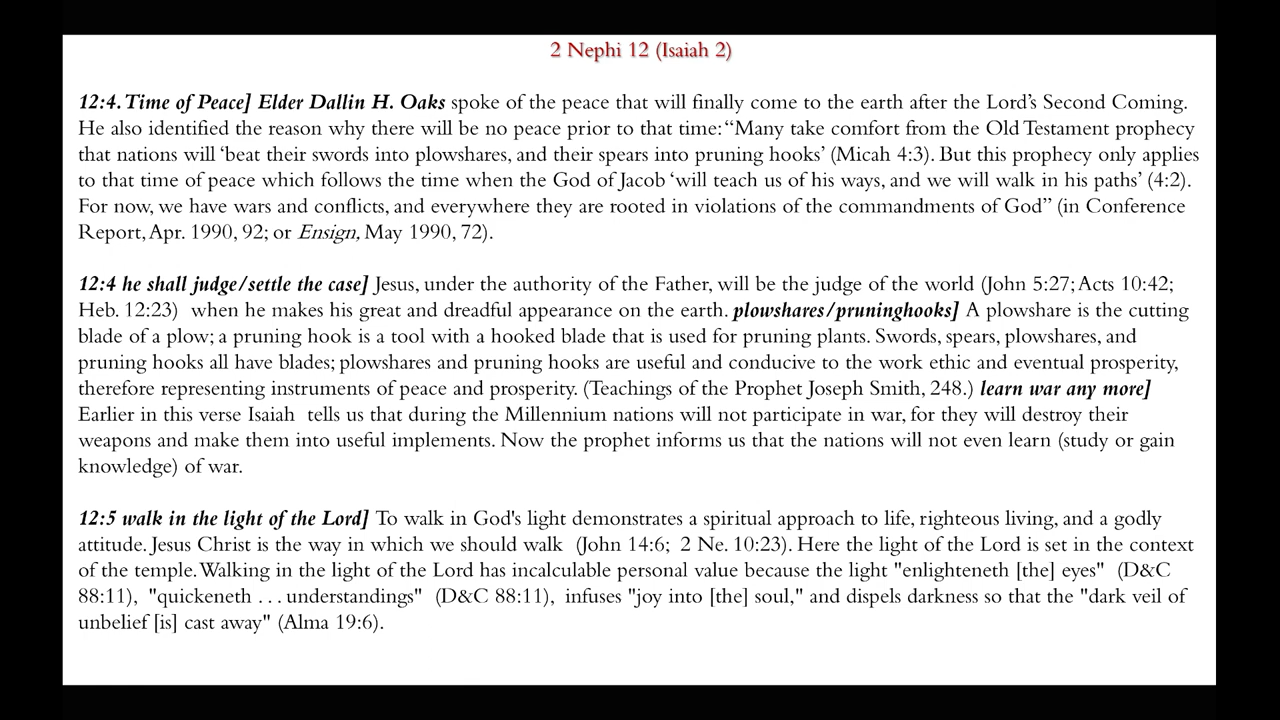 2 Nephi 12 (Isaiah 2)
12:4. Time of Peace] Elder Dallin H. Oaks spoke of the peace that will finally come to the earth after the Lord’s Second Coming.
He also identified the reason why there will be no peace prior to that time: “Many take comfort from the Old Testament prophecy
that nations will ‘beat their swords into plowshares, and their spears into pruning hooks’ (Micah 4:3). But this prophecy only applies
to that time of peace which follows the time when the God of Jacob ‘will teach us of his ways, and we will walk in his paths’ (4:2).
For now, we have wars and conflicts, and everywhere they are rooted in violations of the commandments of God” (in Conference
Report, Apr. 1990, 92; or Ensign, May 1990, 72).
12:4 he shall judge/settle the case] Jesus, under the authority of the Father, will be the judge of the world (John 5:27; Acts 10:42;
Heb. 12:23) when he makes his great and dreadful appearance on the earth. plowshares/pruninghooks] A plowshare is the cutting
blade of a plow; a pruning hook is a tool with a hooked blade that is used for pruning plants. Swords, spears, plowshares, and
pruning hooks all have blades; plowshares and pruning hooks are useful and conducive to the work ethic and eventual prosperity,
therefore representing instruments of peace and prosperity. (Teachings of the Prophet Joseph Smith, 248.) learn war any more]
Earlier in this verse Isaiah tells us that during the Millennium nations will not participate in war, for they will destroy their
weapons and make them into useful implements. Now the prophet informs us that the nations will not even learn (study or gain
knowledge) of war.
12:5 walk in the light of the Lord] To walk in God's light demonstrates a spiritual approach to life, righteous living, and a godly
attitude. Jesus Christ is the way in which we should walk (John 14:6; 2 Ne. 10:23). Here the light of the Lord is set in the context
of the temple. Walking in the light of the Lord has incalculable personal value because the light "enlighteneth [the] eyes" (D&C
88:11), "quickeneth . . . understandings" (D&C 88:11), infuses "joy into [the] soul," and dispels darkness so that the "dark veil of
unbelief [is] cast away" (Alma 19:6).